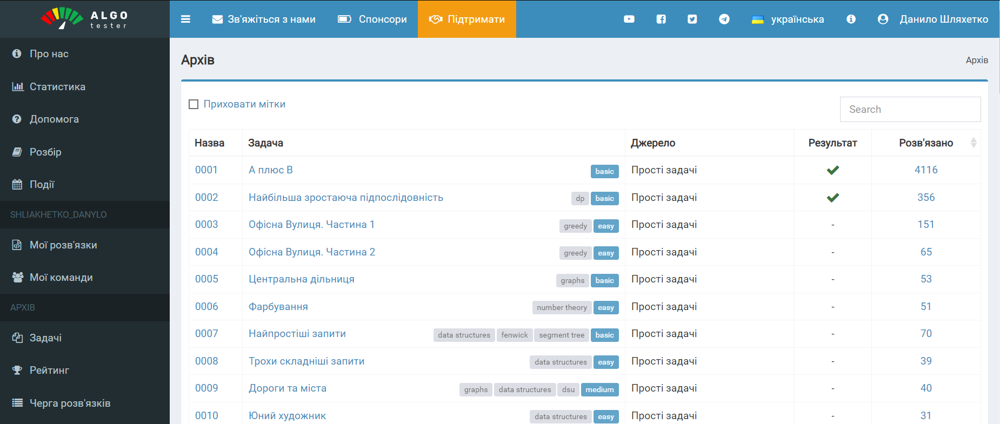 ALGO
tester
Зв'яжіться з нами
Спонсори
Підтримати
українська
Данило Шляхетко
Про нас
Статистика
Допомога
Розбір
Події
SHLIAKHETKO_DANYLO
Мої розв'язки
Мої команди
АРХІВ
Задачі
Рейтинг
Черга розв'язків
Архів
Архів
Приховати мітки
Search
Назва Задача Джерело Результат Розв'язано
0001 А плюс В basic Прості задачі 4116
0002 Найбільша зростаюча підпослідовність dp basic Прості задачі 356
0003 Офісна Вулиця. Частина 1 greedy easy Прості задачі - 151
0004 Офісна Вулиця. Частина 2 greedy easy Прості задачі - 65
0005 Центральна дільниця graphs basic Прості задачі - 53
0006 Фарбування number theory easy Прості задачі - 51
0007 Найпростіші запити data structures fenwick segment tree basic Прості задачі - 70
0008 Трохи складніші запити data structures easy Прості задачі - 39
0009 Дороги та міста graphs data structures dsu medium Прості задачі - 40
0010 Юний художник data structures easy Прості задачі - 31